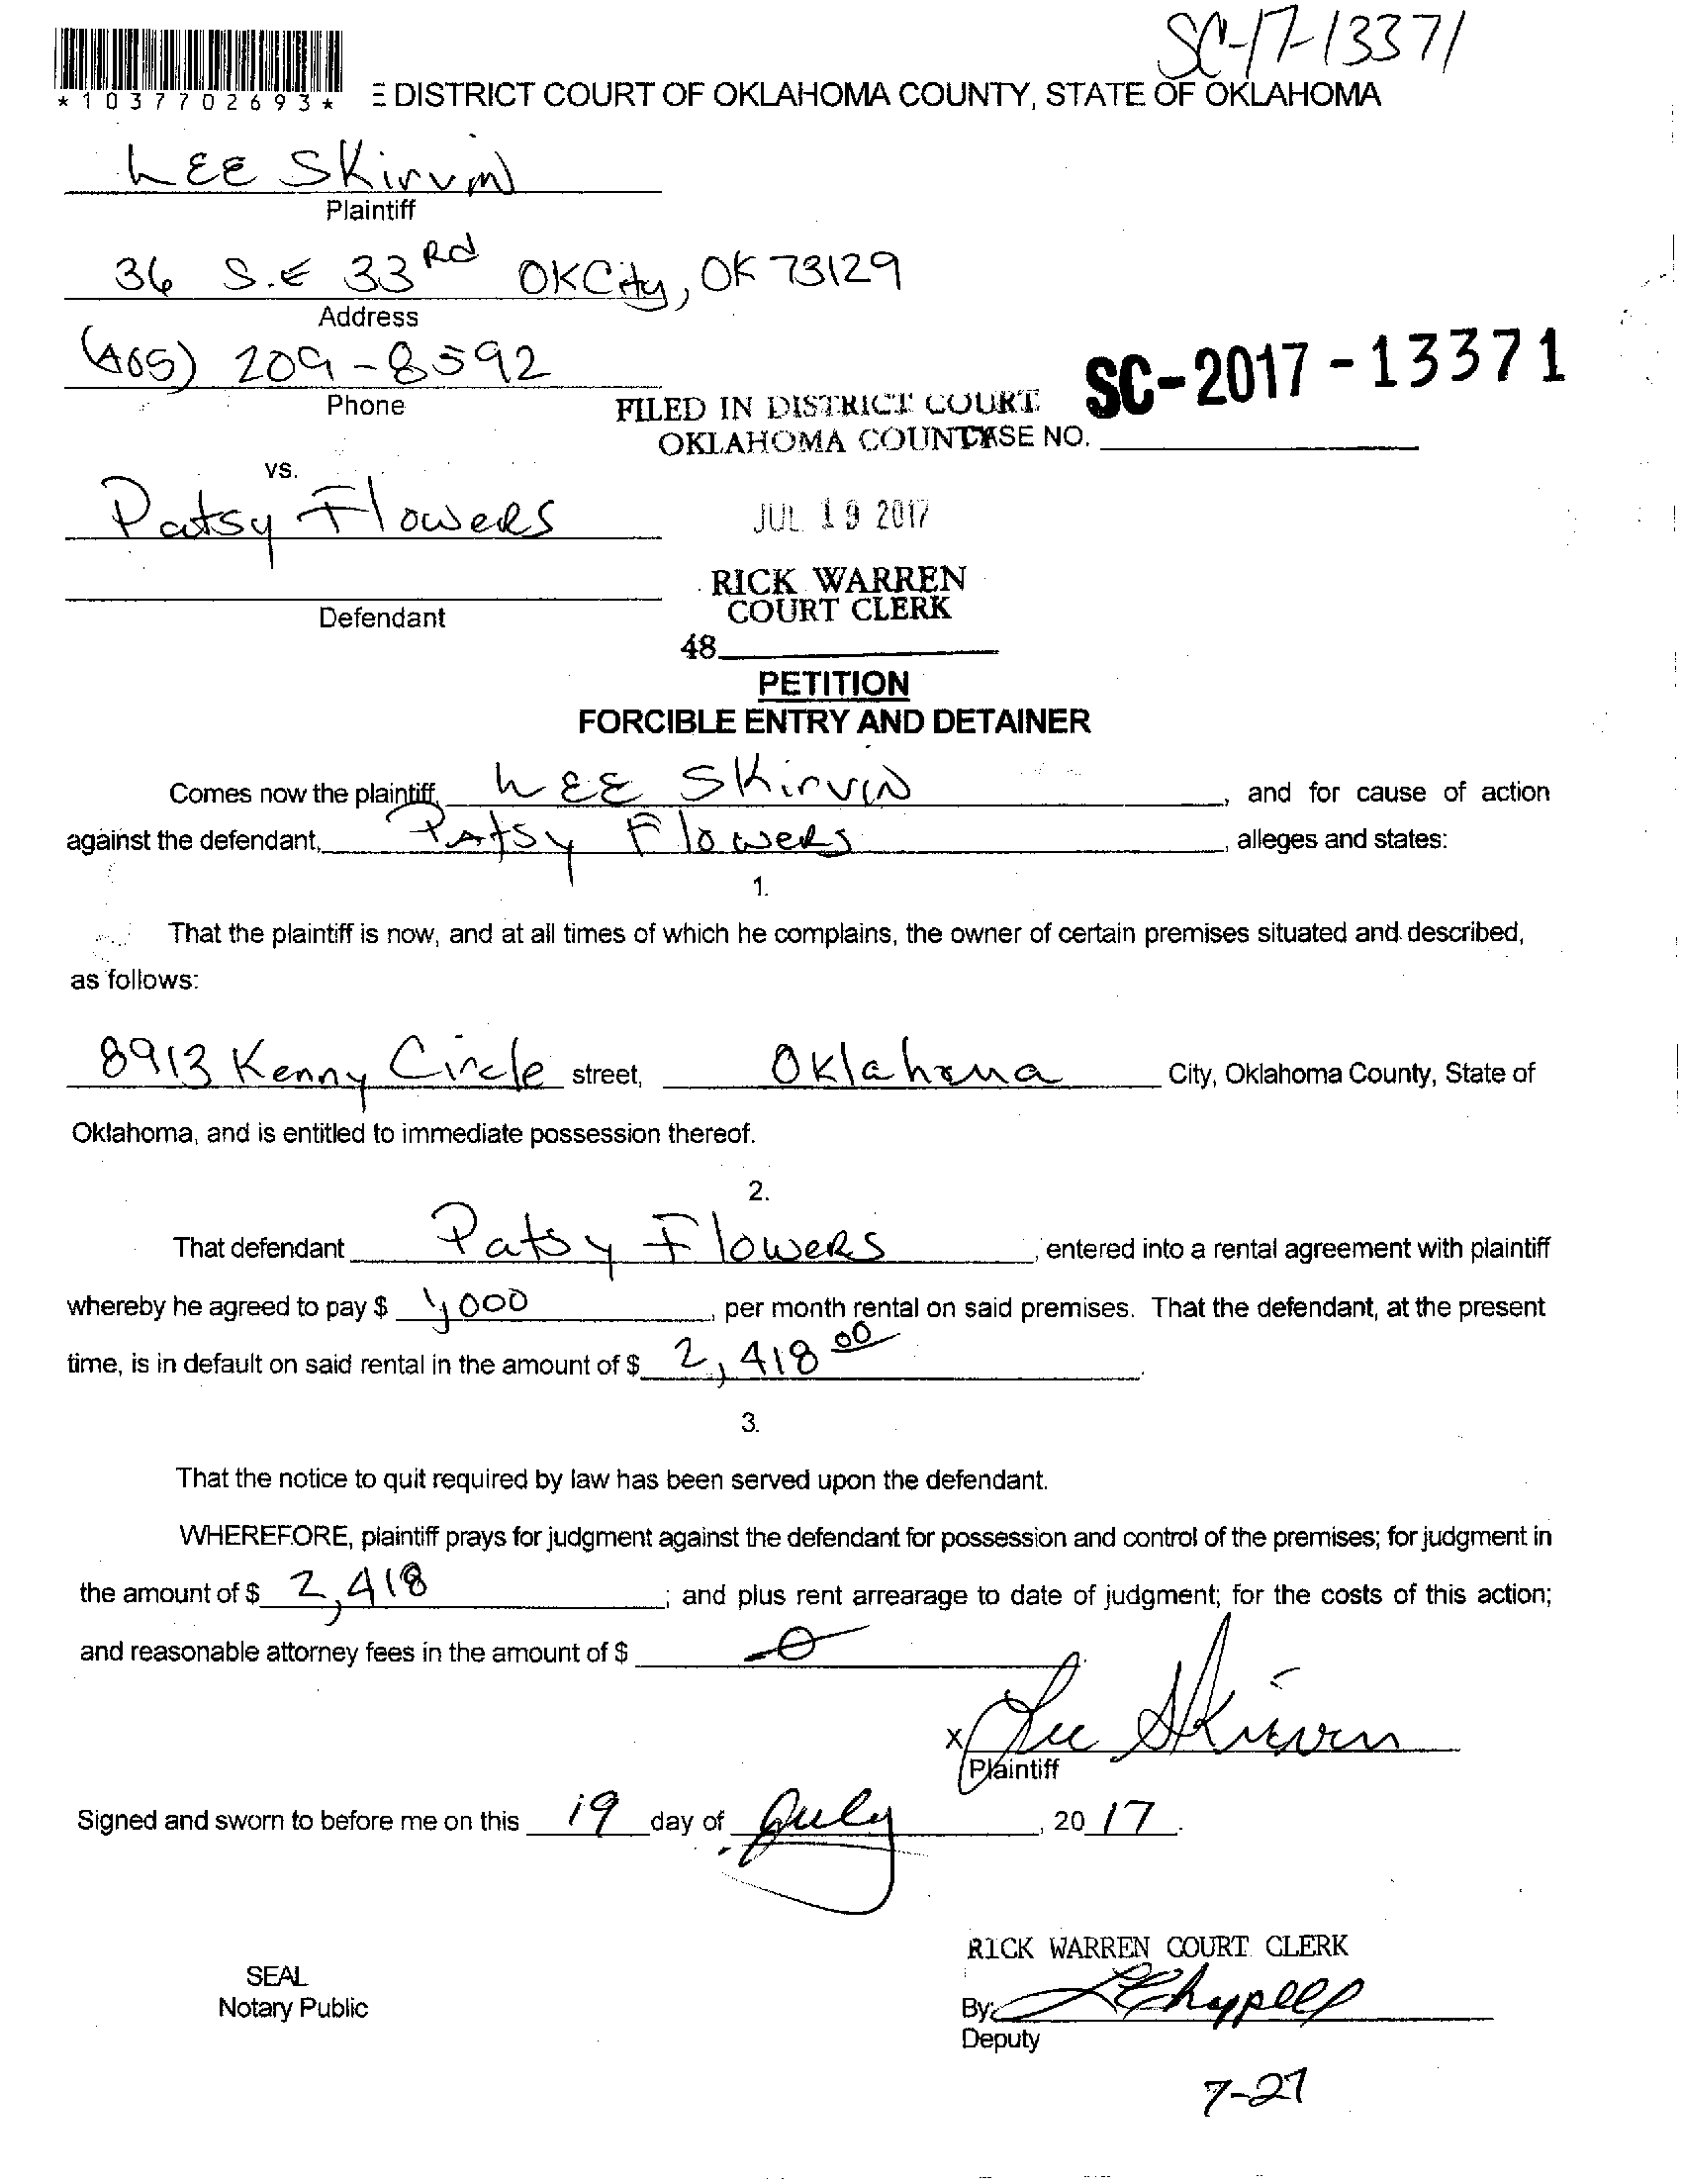 SC-17-13371
*1037702693*
E DISTRICT COURT OF OKLAHOMA COUNTY, STATE OF OKLAHOMA
LEE SKirvin
Plaintiff
36 S.E 33Rd OKCity, OK 73129
Address
(405) 209-8592
Phone
SC-2017-13371
FILED IN DISTRICT COURT
OKLAHOMA COUNTY
CASE NO.
vs.
Patsy Flowers
JUL 19 2017
RICK WARREN
COURT CLERK
Defendant
48
PETITION
FORCIBLE ENTRY AND DETAINER
Comes now the plaintiff, LEE SKirvin, and for cause of action
against the defendant, Patsy Flowers, alleges and states:
1.
That the plaintiff is now, and at all times of which he complains, the owner of certain premises situated and described,
as follows:
8913 Kenny Circle street, Oklahoma City, Oklahoma County, State of
Oklahoma, and is entitled to immediate possession thereof.
2.
That defendant Patsy Flowers, entered into a rental agreement with plaintiff
whereby he agreed to pay $ 1,000, per month rental on said premises. That the defendant, at the present
time, is in default on said rental in the amount of $ 2,418 00.
3.
That the notice to quit required by law has been served upon the defendant.
WHEREFORE, plaintiff prays for judgment against the defendant for possession and control of the premises; for judgment in
the amount of $ 2,418; and plus rent arrearage to date of judgment; for the costs of this action;
and reasonable attorney fees in the amount of $ 0
x Lee Skirvin
Plaintiff
Signed and sworn to before me on this 19 day of July, 2017.
RICK WARREN COURT CLERK
SEAL
Notary Public
By: LChappell
Deputy
7-27